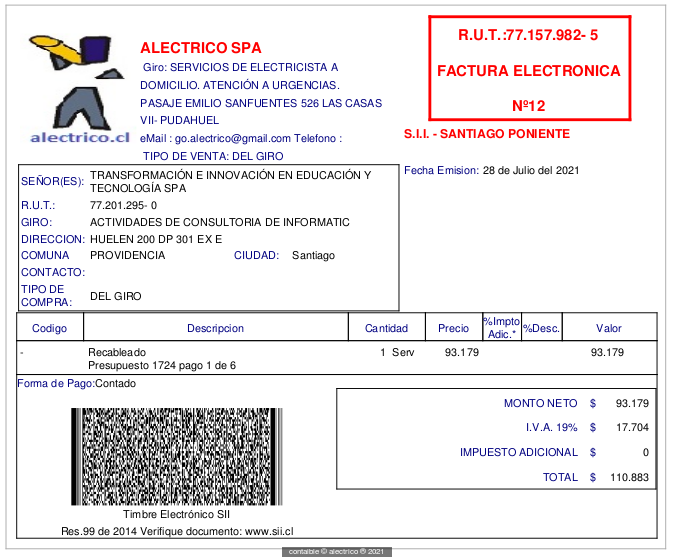 alectrico.cl
ALECTRICO SPA
Giro: SERVICIOS DE ELECTRICISTA A
DOMICILIO. ATENCIÓN A URGENCIAS.
PASAJE EMILIO SANFUENTES 526 LAS CASAS
VII- PUDAHUEL
eMail : go.alectrico@gmail.com Telefono :
TIPO DE VENTA: DEL GIRO
R.U.T.:77.157.982- 5
FACTURA ELECTRONICA
Nº12
S.I.I. - SANTIAGO PONIENTE
Fecha Emision: 28 de Julio del 2021
SEÑOR(ES): TRANSFORMACIÓN E INNOVACIÓN EN EDUCACIÓN Y
TECNOLOGÍA SPA
R.U.T.: 77.201.295- 0
GIRO: ACTIVIDADES DE CONSULTORIA DE INFORMATIC
DIRECCION: HUELEN 200 DP 301 EX E
COMUNA PROVIDENCIA CIUDAD: Santiago
CONTACTO:
TIPO DE
COMPRA: DEL GIRO
Codigo Descripcion Cantidad Precio %Impto Adic.* %Desc. Valor
- Recableado 1 Serv 93.179 93.179
Presupuesto 1724 pago 1 de 6
Forma de Pago:Contado
MONTO NETO $ 93.179
I.V.A. 19% $ 17.704
IMPUESTO ADICIONAL $ 0
TOTAL $ 110.883
Timbre Electrónico SII
Res.99 de 2014 Verifique documento: www.sii.cl
contaible © alectrico ® 2021